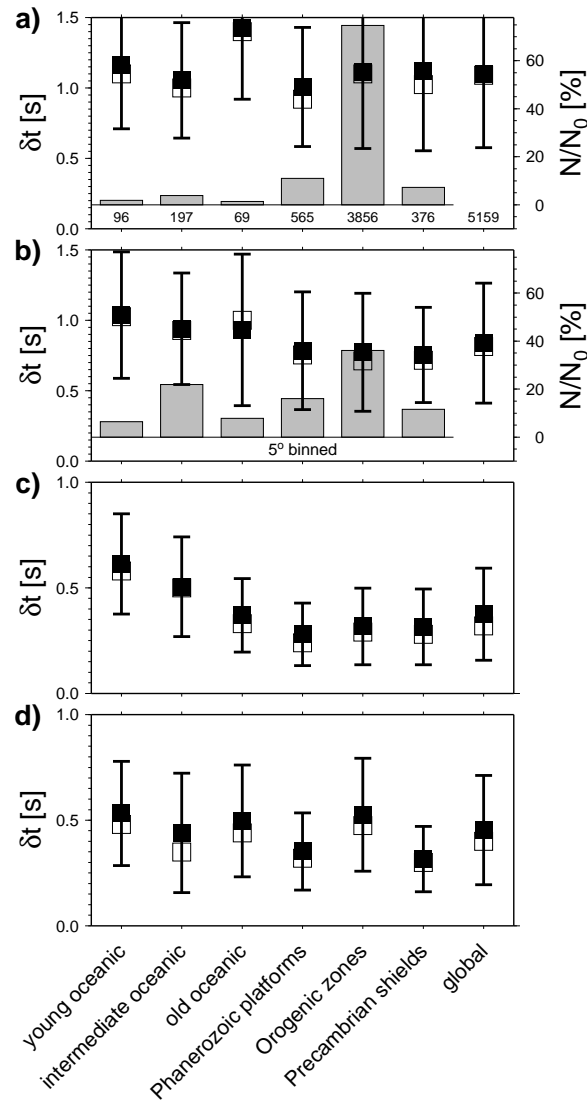 a)
1.5
1.0
0.5
0.0
δt [s]
60
40
20
0
N/N₀ [%]
96 197 69 565 3856 376 5159
b)
1.5
1.0
0.5
0.0
δt [s]
60
40
20
0
N/N₀ [%]
5° binned
c)
1.0
0.5
0.0
δt [s]
d)
1.0
0.5
0.0
δt [s]
young oceanic
intermediate oceanic
old oceanic
Phanerozoic platforms
Orogenic zones
Precambrian shields
global